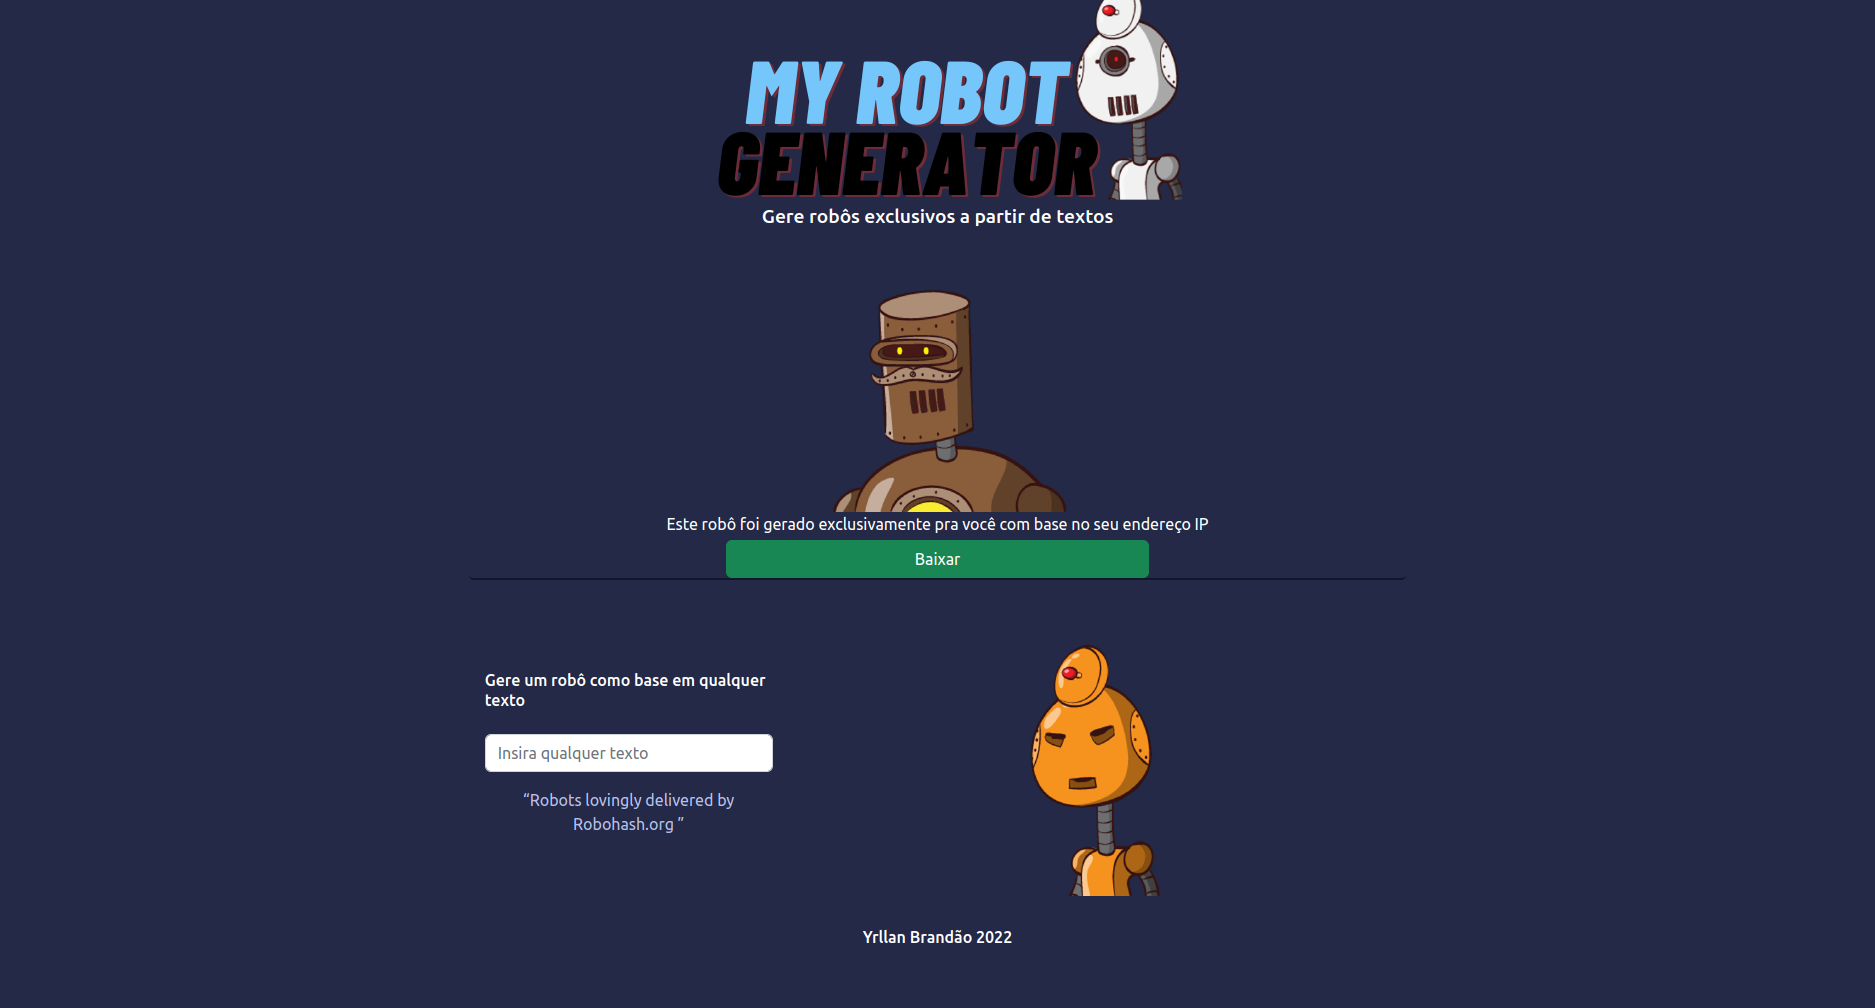 MY ROBOT
GENERATOR
Gere robôs exclusivos a partir de textos
Este robô foi gerado exclusivamente pra você com base no seu endereço IP
Baixar
Gere um robô como base em qualquer
texto
Insira qualquer texto
“Robots lovingly delivered by
Robohash.org ”
Yrllan Brandão 2022